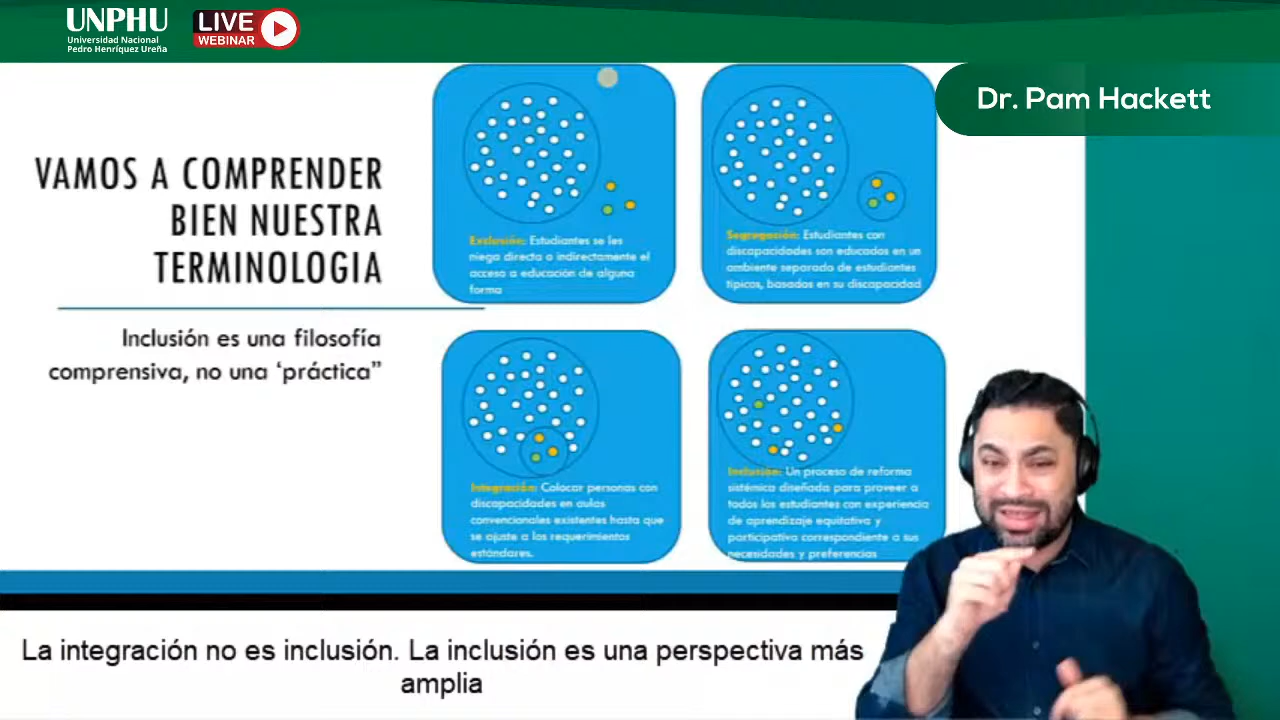 UNPHU
Universidad Nacional
Pedro Henríquez Ureña
LIVE
WEBINAR
Dr. Pam Hackett
VAMOS A COMPRENDER
BIEN NUESTRA
TERMINOLOGIA
Inclusión es una filosofía
comprensiva, no una ‘práctica”
Exclusión: Estudiantes se les
niega directa o indirectamente el
acceso a educación de alguna
forma
Segregación: Estudiantes con
discapacidades son educados en un
ambiente separado de estudiantes
típicos, basados en su discapacidad
Integración: Colocar personas con
discapacidades en aulas
convencionales existentes hasta que
se ajuste a los requerimientos
estándares.
Inclusión: Un proceso de reforma
sistémica diseñada para proveer a
todos los estudiantes con experiencia
de aprendizaje equitativa y
participativa correspondiente a sus
necesidades y preferencias
La integración no es inclusión. La inclusión es una perspectiva más
amplia